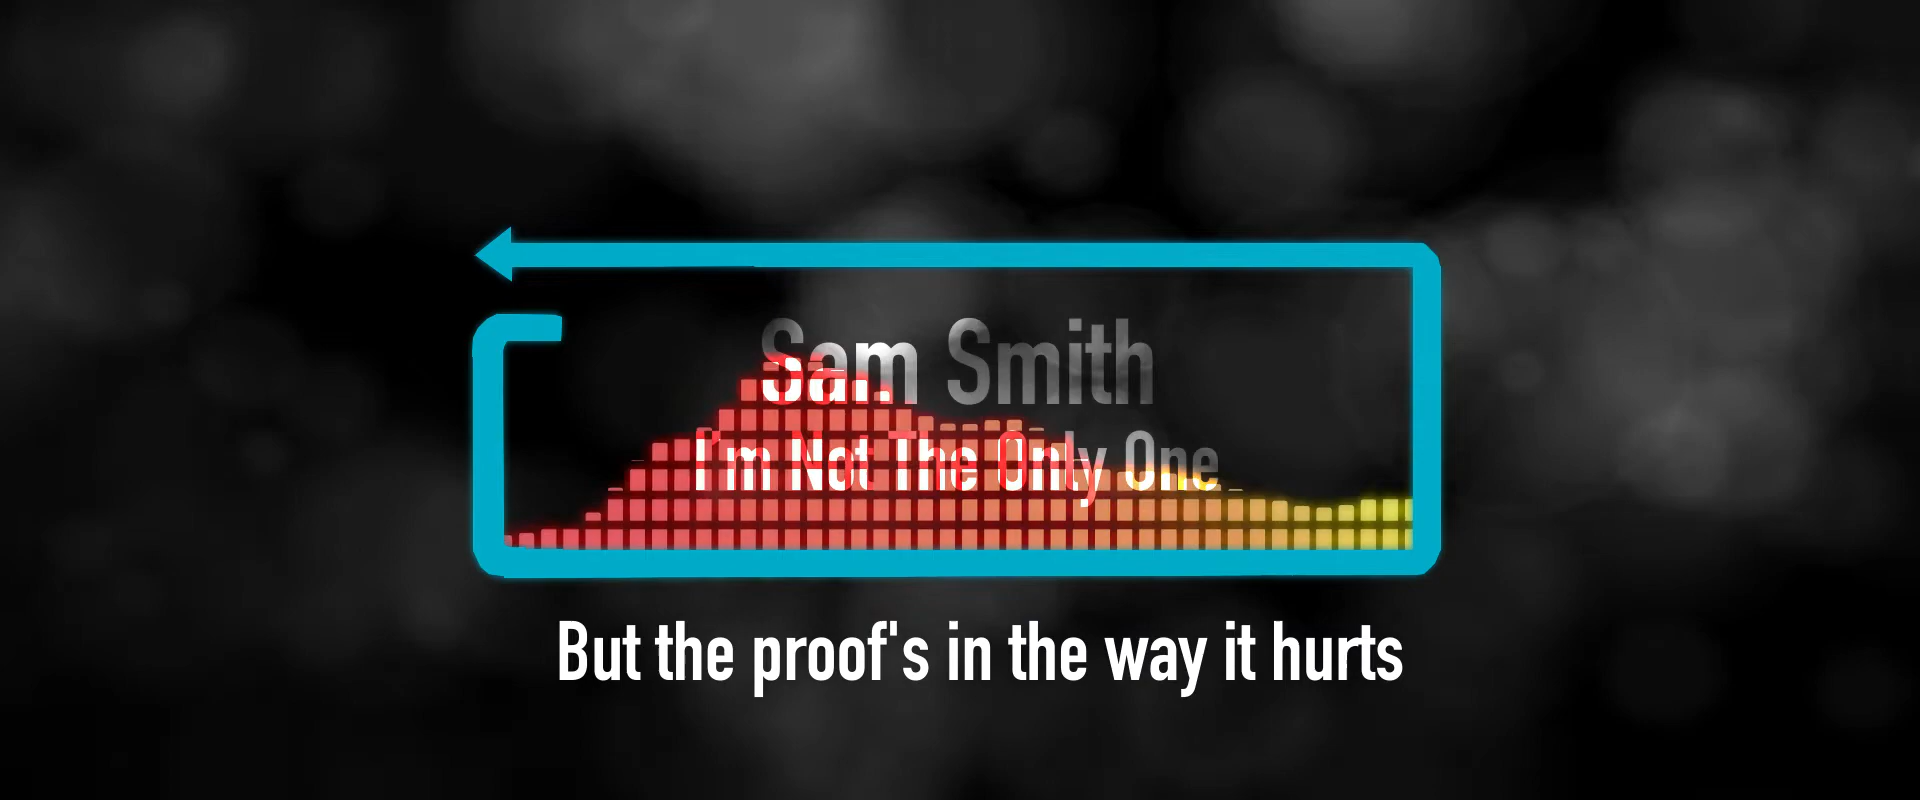 Sam Smith
I'm Not The Only One
But the proof's in the way it hurts